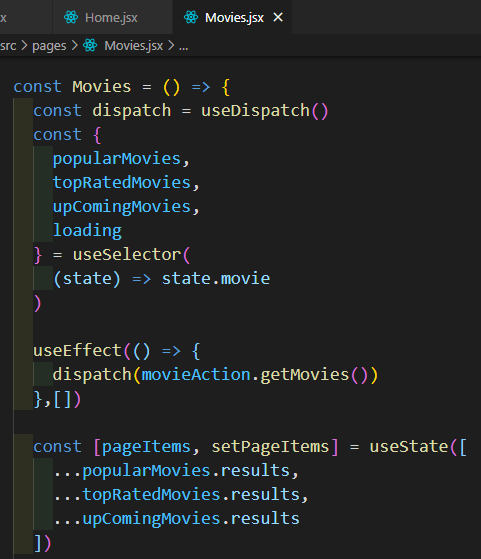 x Home.jsx Movies.jsx ×
src > pages > Movies.jsx > ...
const Movies = () => {
  const dispatch = useDispatch()
  const {
    popularMovies,
    topRatedMovies,
    upComingMovies,
    loading
  } = useSelector(
    (state) => state.movie
  )

  useEffect(() => {
    dispatch(movieAction.getMovies())
  },[])

  const [pageItems, setPageItems] = useState([
    ...popularMovies.results,
    ...topRatedMovies.results,
    ...upComingMovies.results
  ])